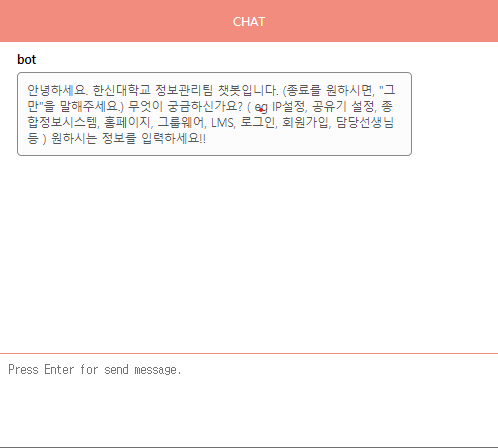 CHAT
bot
안녕하세요. 한신대학교 정보관리팀 챗봇입니다. (종료를 원하시면, "그
만"을 말해주세요.) 무엇이 궁금하신가요? ( eg IP설정, 공유기 설정, 종
합정보시스템, 홈페이지, 그룹웨어, LMS, 로그인, 회원가입, 담당선생님
등 ) 원하시는 정보를 입력하세요!!
Press Enter for send message.